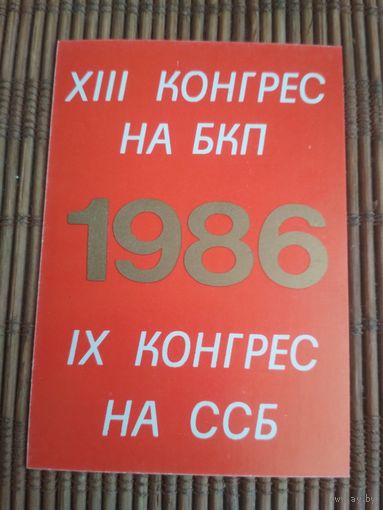 XIII КОНГРЕС
НА БКП
1986
IX КОНГРЕС
НА ССБ